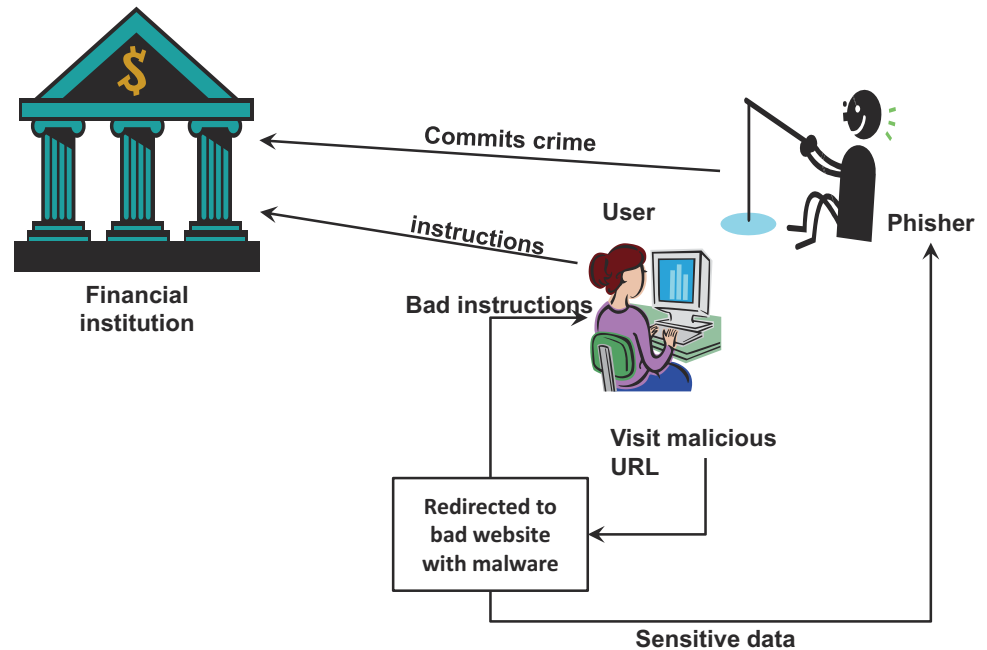 $
Commits crime
User
Phisher
instructions
Financial
institution
Bad instructions
Visit malicious
URL
Redirected to
bad website
with malware
Sensitive data